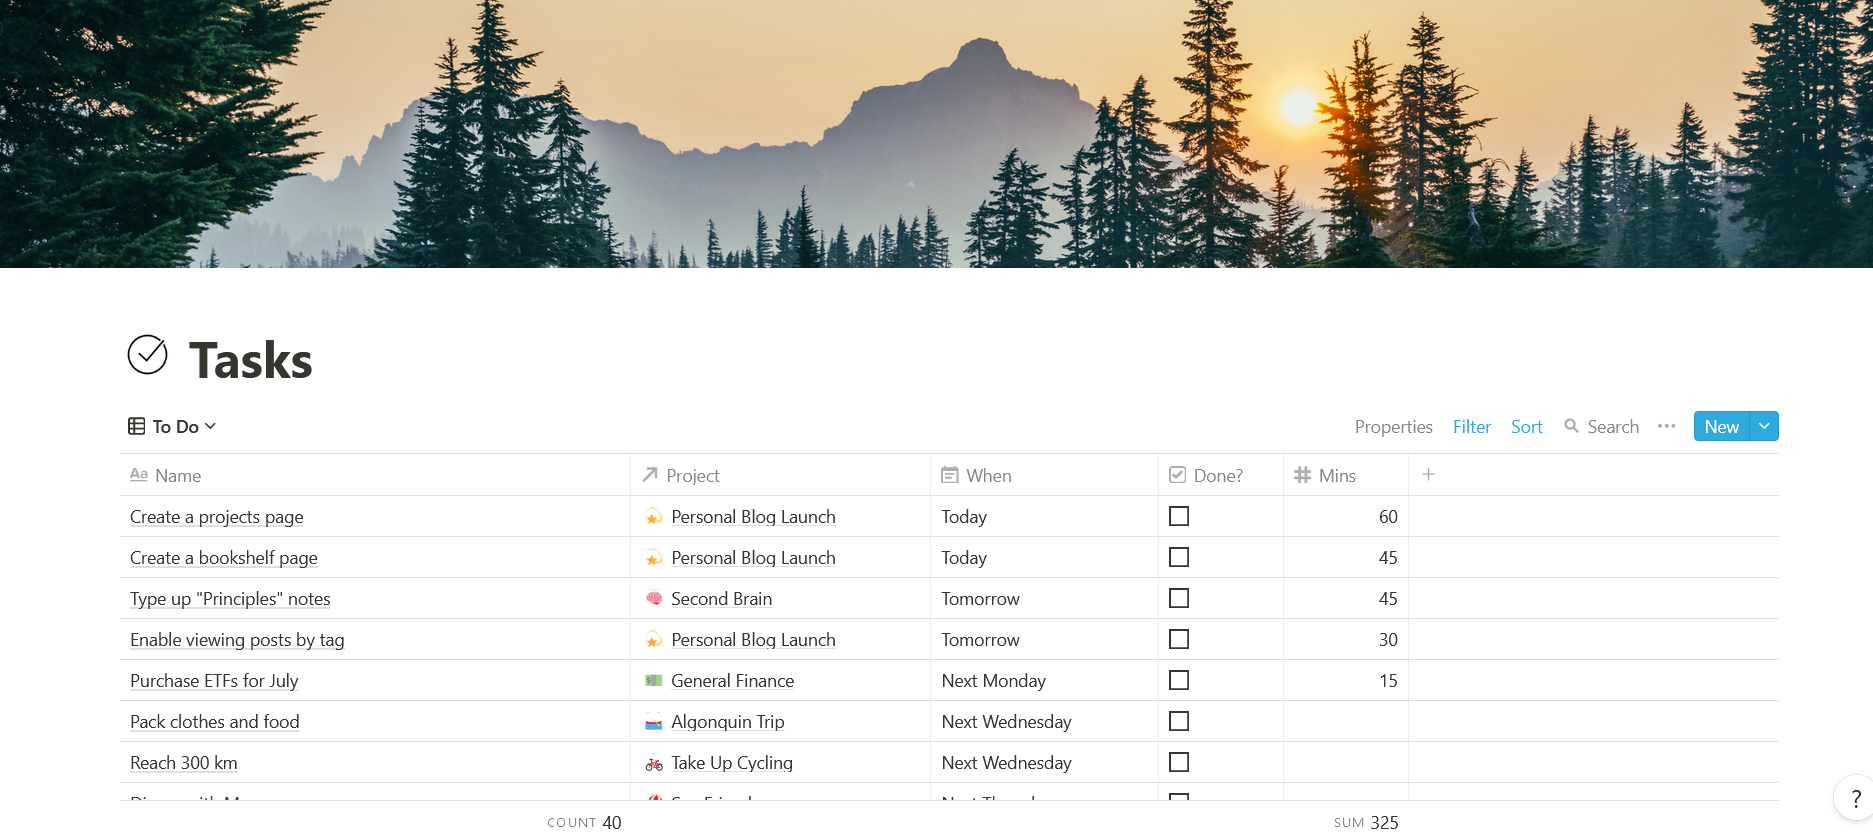 Tasks
To Do
Properties Filter Sort Search ... New
Aa Name Project When Done? Mins
Create a projects page Personal Blog Launch Today 60
Create a bookshelf page Personal Blog Launch Today 45
Type up "Principles" notes Second Brain Tomorrow 45
Enable viewing posts by tag Personal Blog Launch Tomorrow 30
Purchase ETFs for July General Finance Next Monday 15
Pack clothes and food Algonquin Trip Next Wednesday
Reach 300 km Take Up Cycling Next Wednesday
COUNT 40 SUM 325
?